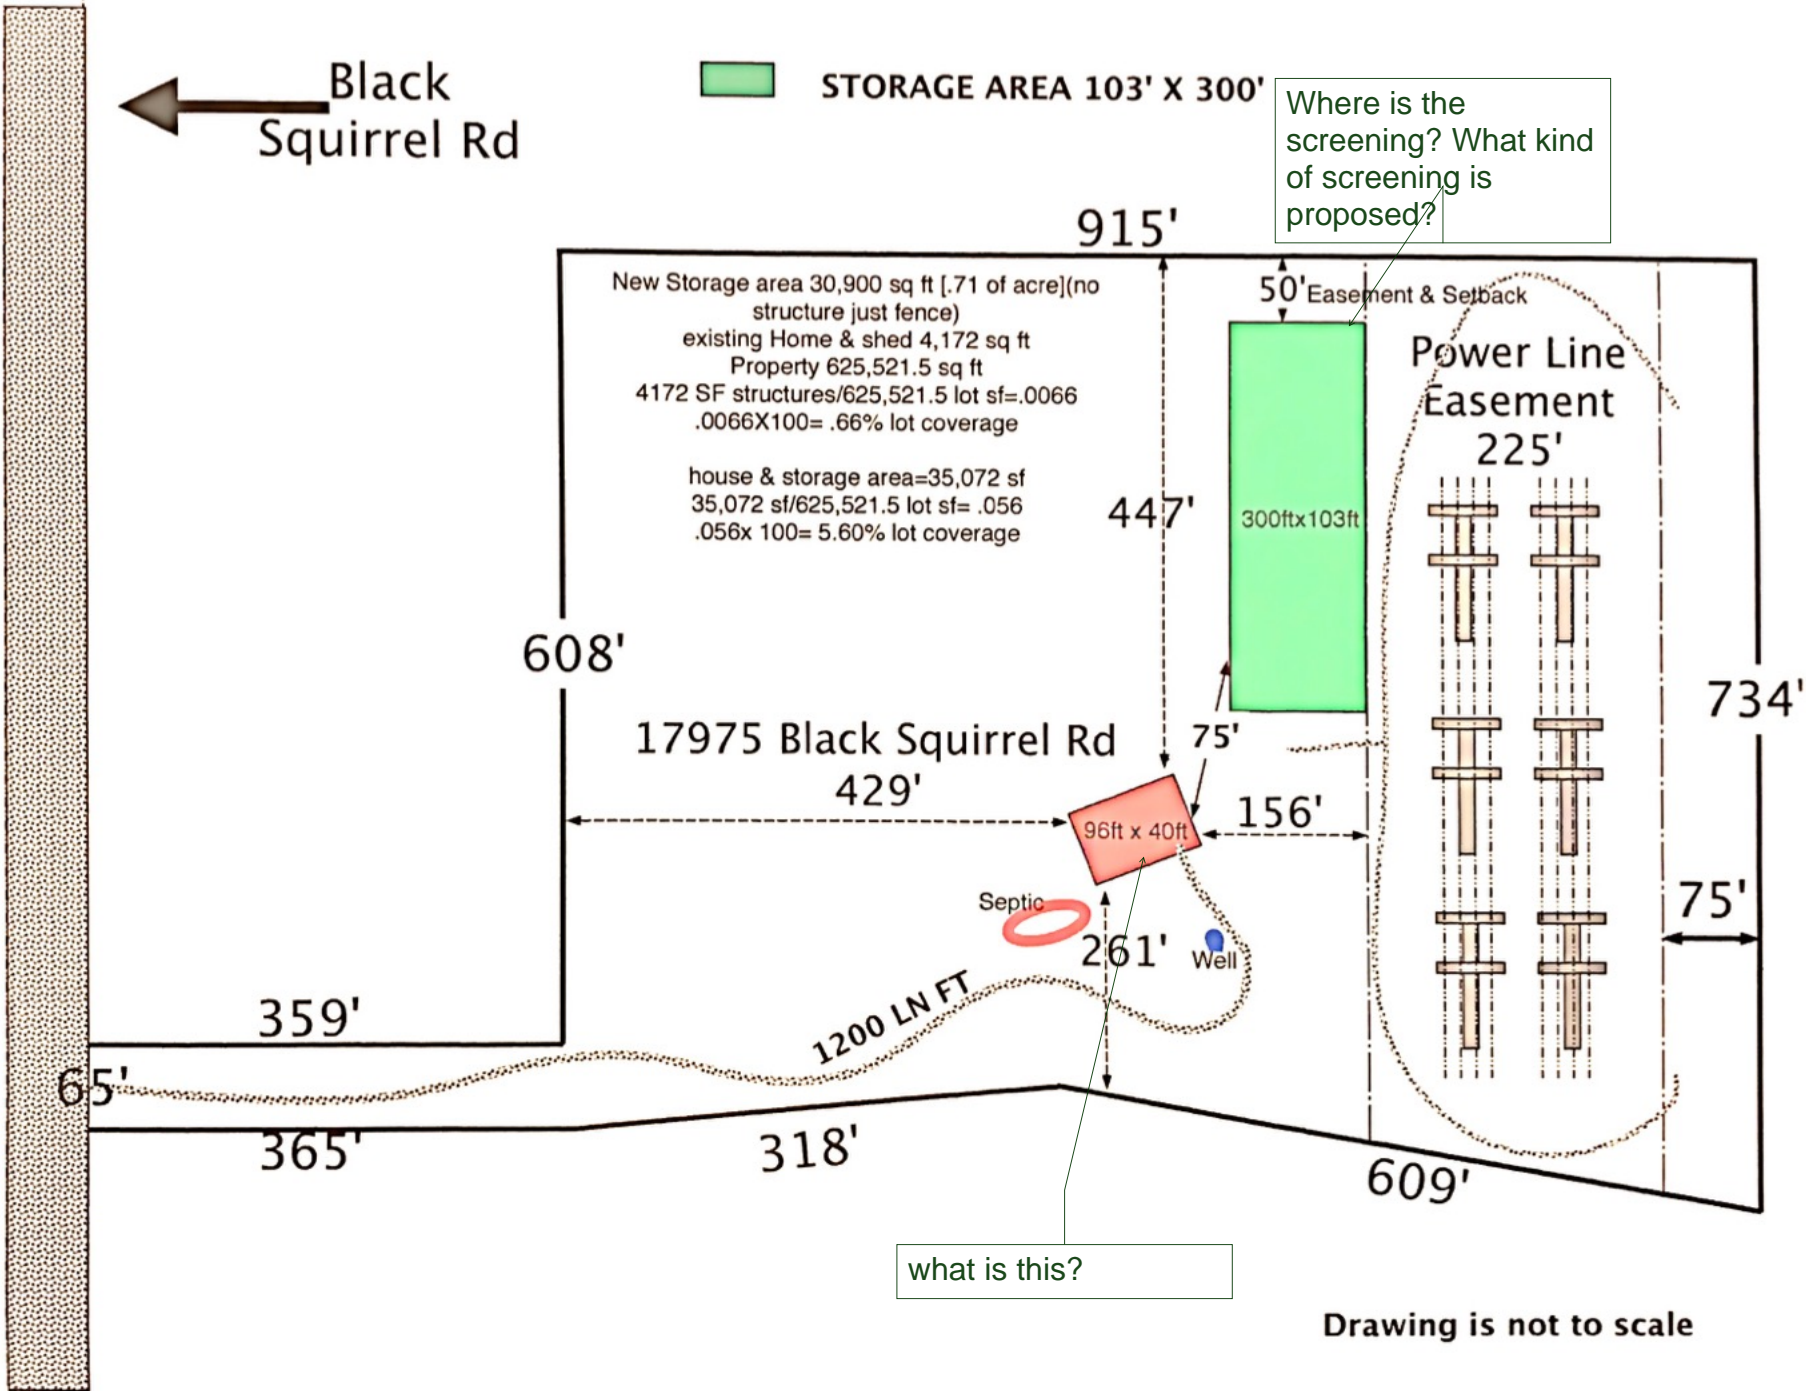 Black
Squirrel Rd
STORAGE AREA 103' X 300'
Where is the
screening? What kind
of screening is
proposed?
915'
New Storage area 30,900 sq ft [.71 of acre](no
structure just fence)
existing Home & shed 4,172 sq ft
Property 625,521.5 sq ft
4172 SF structures/625,521.5 lot sf=.0066
.0066X100= .66% lot coverage
house & storage area=35,072 sf
35,072 sf/625,521.5 lot sf= .056
.056x 100= 5.60% lot coverage
50'
Easement & Setback
Power Line
Easement
225'
447'
300ftx103ft
608'
734'
17975 Black Squirrel Rd
75'
429'
156'
96ft x 40ft
75'
Septic
261'
Well
1200 LN FT
359'
65'
365'
318'
609'
what is this?
Drawing is not to scale